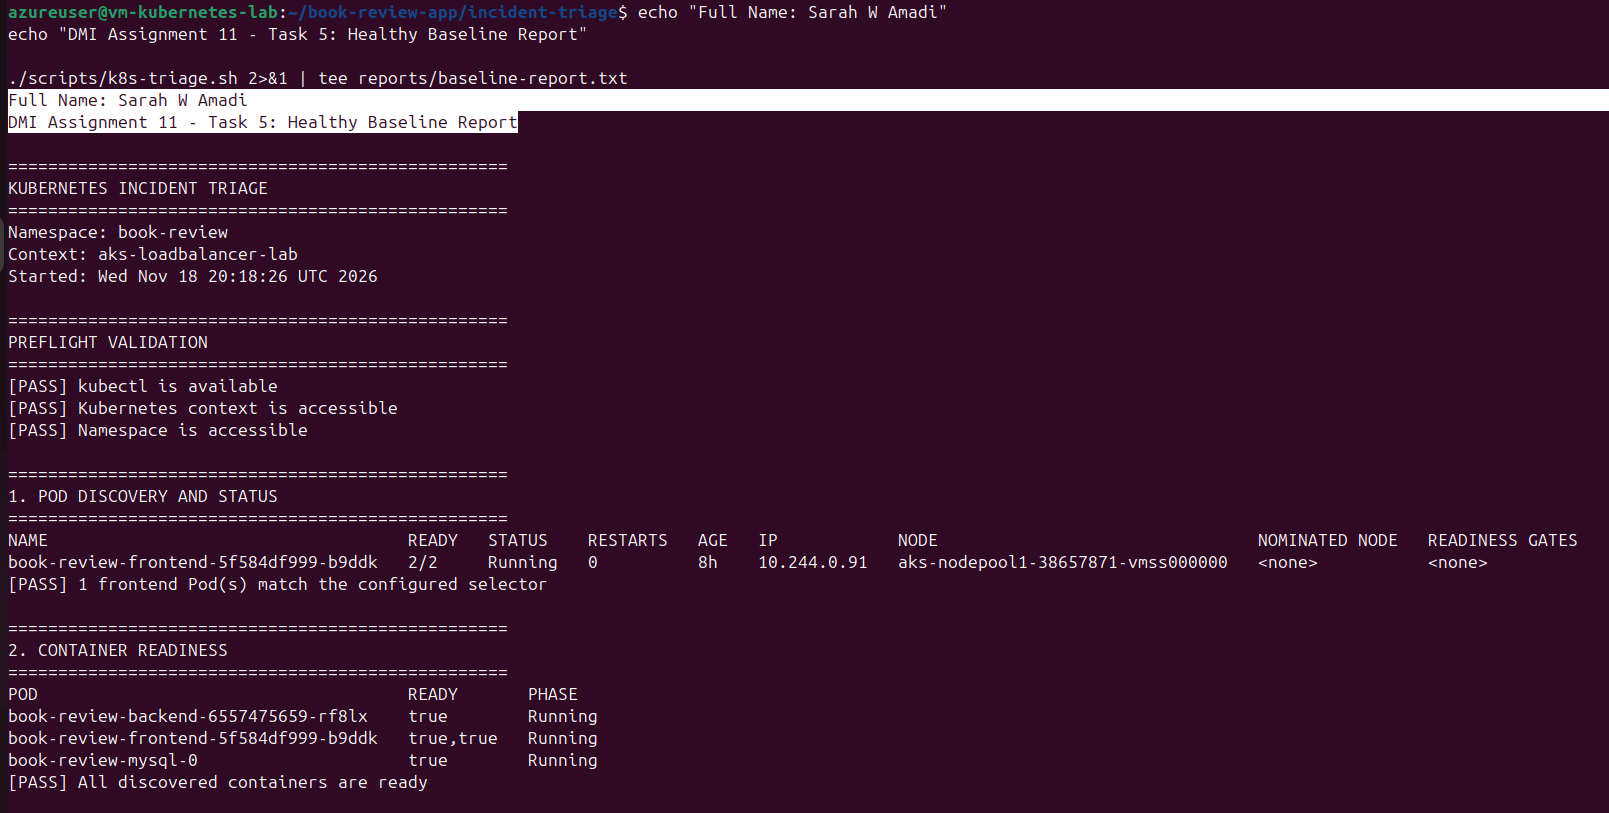 azureuser@vm-kubernetes-lab:~/book-review-app/incident-triage$ echo "Full Name: Sarah W Amadi"
echo "DMI Assignment 11 - Task 5: Healthy Baseline Report"
./scripts/k8s-triage.sh 2>&1 | tee reports/baseline-report.txt
Full Name: Sarah W Amadi
DMI Assignment 11 - Task 5: Healthy Baseline Report
==================================================
KUBERNETES INCIDENT TRIAGE
==================================================
Namespace: book-review
Context: aks-loadbalancer-lab
Started: Wed Nov 18 20:18:26 UTC 2026
==================================================
PREFLIGHT VALIDATION
==================================================
[PASS] kubectl is available
[PASS] Kubernetes context is accessible
[PASS] Namespace is accessible
==================================================
1. POD DISCOVERY AND STATUS
==================================================
NAME READY STATUS RESTARTS AGE IP NODE NOMINATED NODE READINESS GATES
book-review-frontend-5f584df999-b9ddk 2/2 Running 0 8h 10.244.0.91 aks-nodepool1-38657871-vmss000000 <none> <none>
[PASS] 1 frontend Pod(s) match the configured selector
==================================================
2. CONTAINER READINESS
==================================================
POD READY PHASE
book-review-backend-6557475659-rf8lx true Running
book-review-frontend-5f584df999-b9ddk true,true Running
book-review-mysql-0 true Running
[PASS] All discovered containers are ready